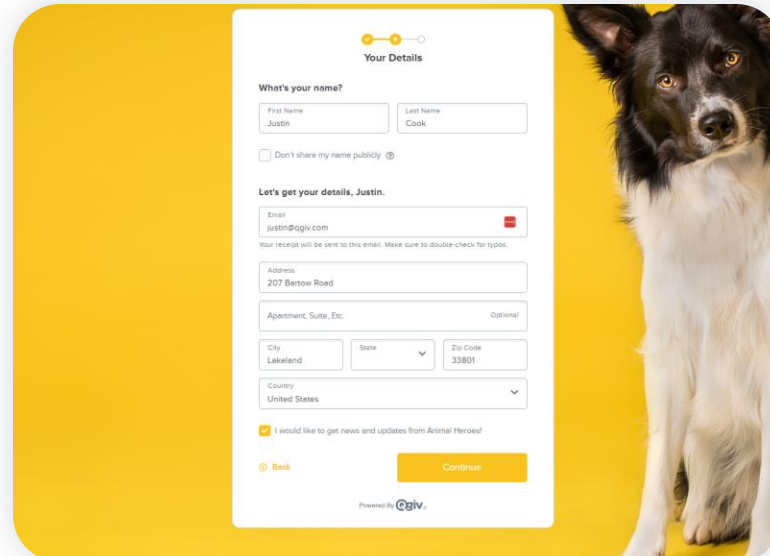 Your Details
What's your name?
First Name
Last Name
Justin
Cook
Don't share my name publicly
Let's get your details, Justin.
Email
justin@qgiv.com
Your receipt will be sent to this email. Make sure to double-check for typos.
Address
207 Bartow Road
Apartment, Suite, Etc. Optional
City
State
Zip Code
Lakeland
33801
Country
United States
I would like to get news and updates from Animal Heroes!
Back
Continue
Powered By Qgiv